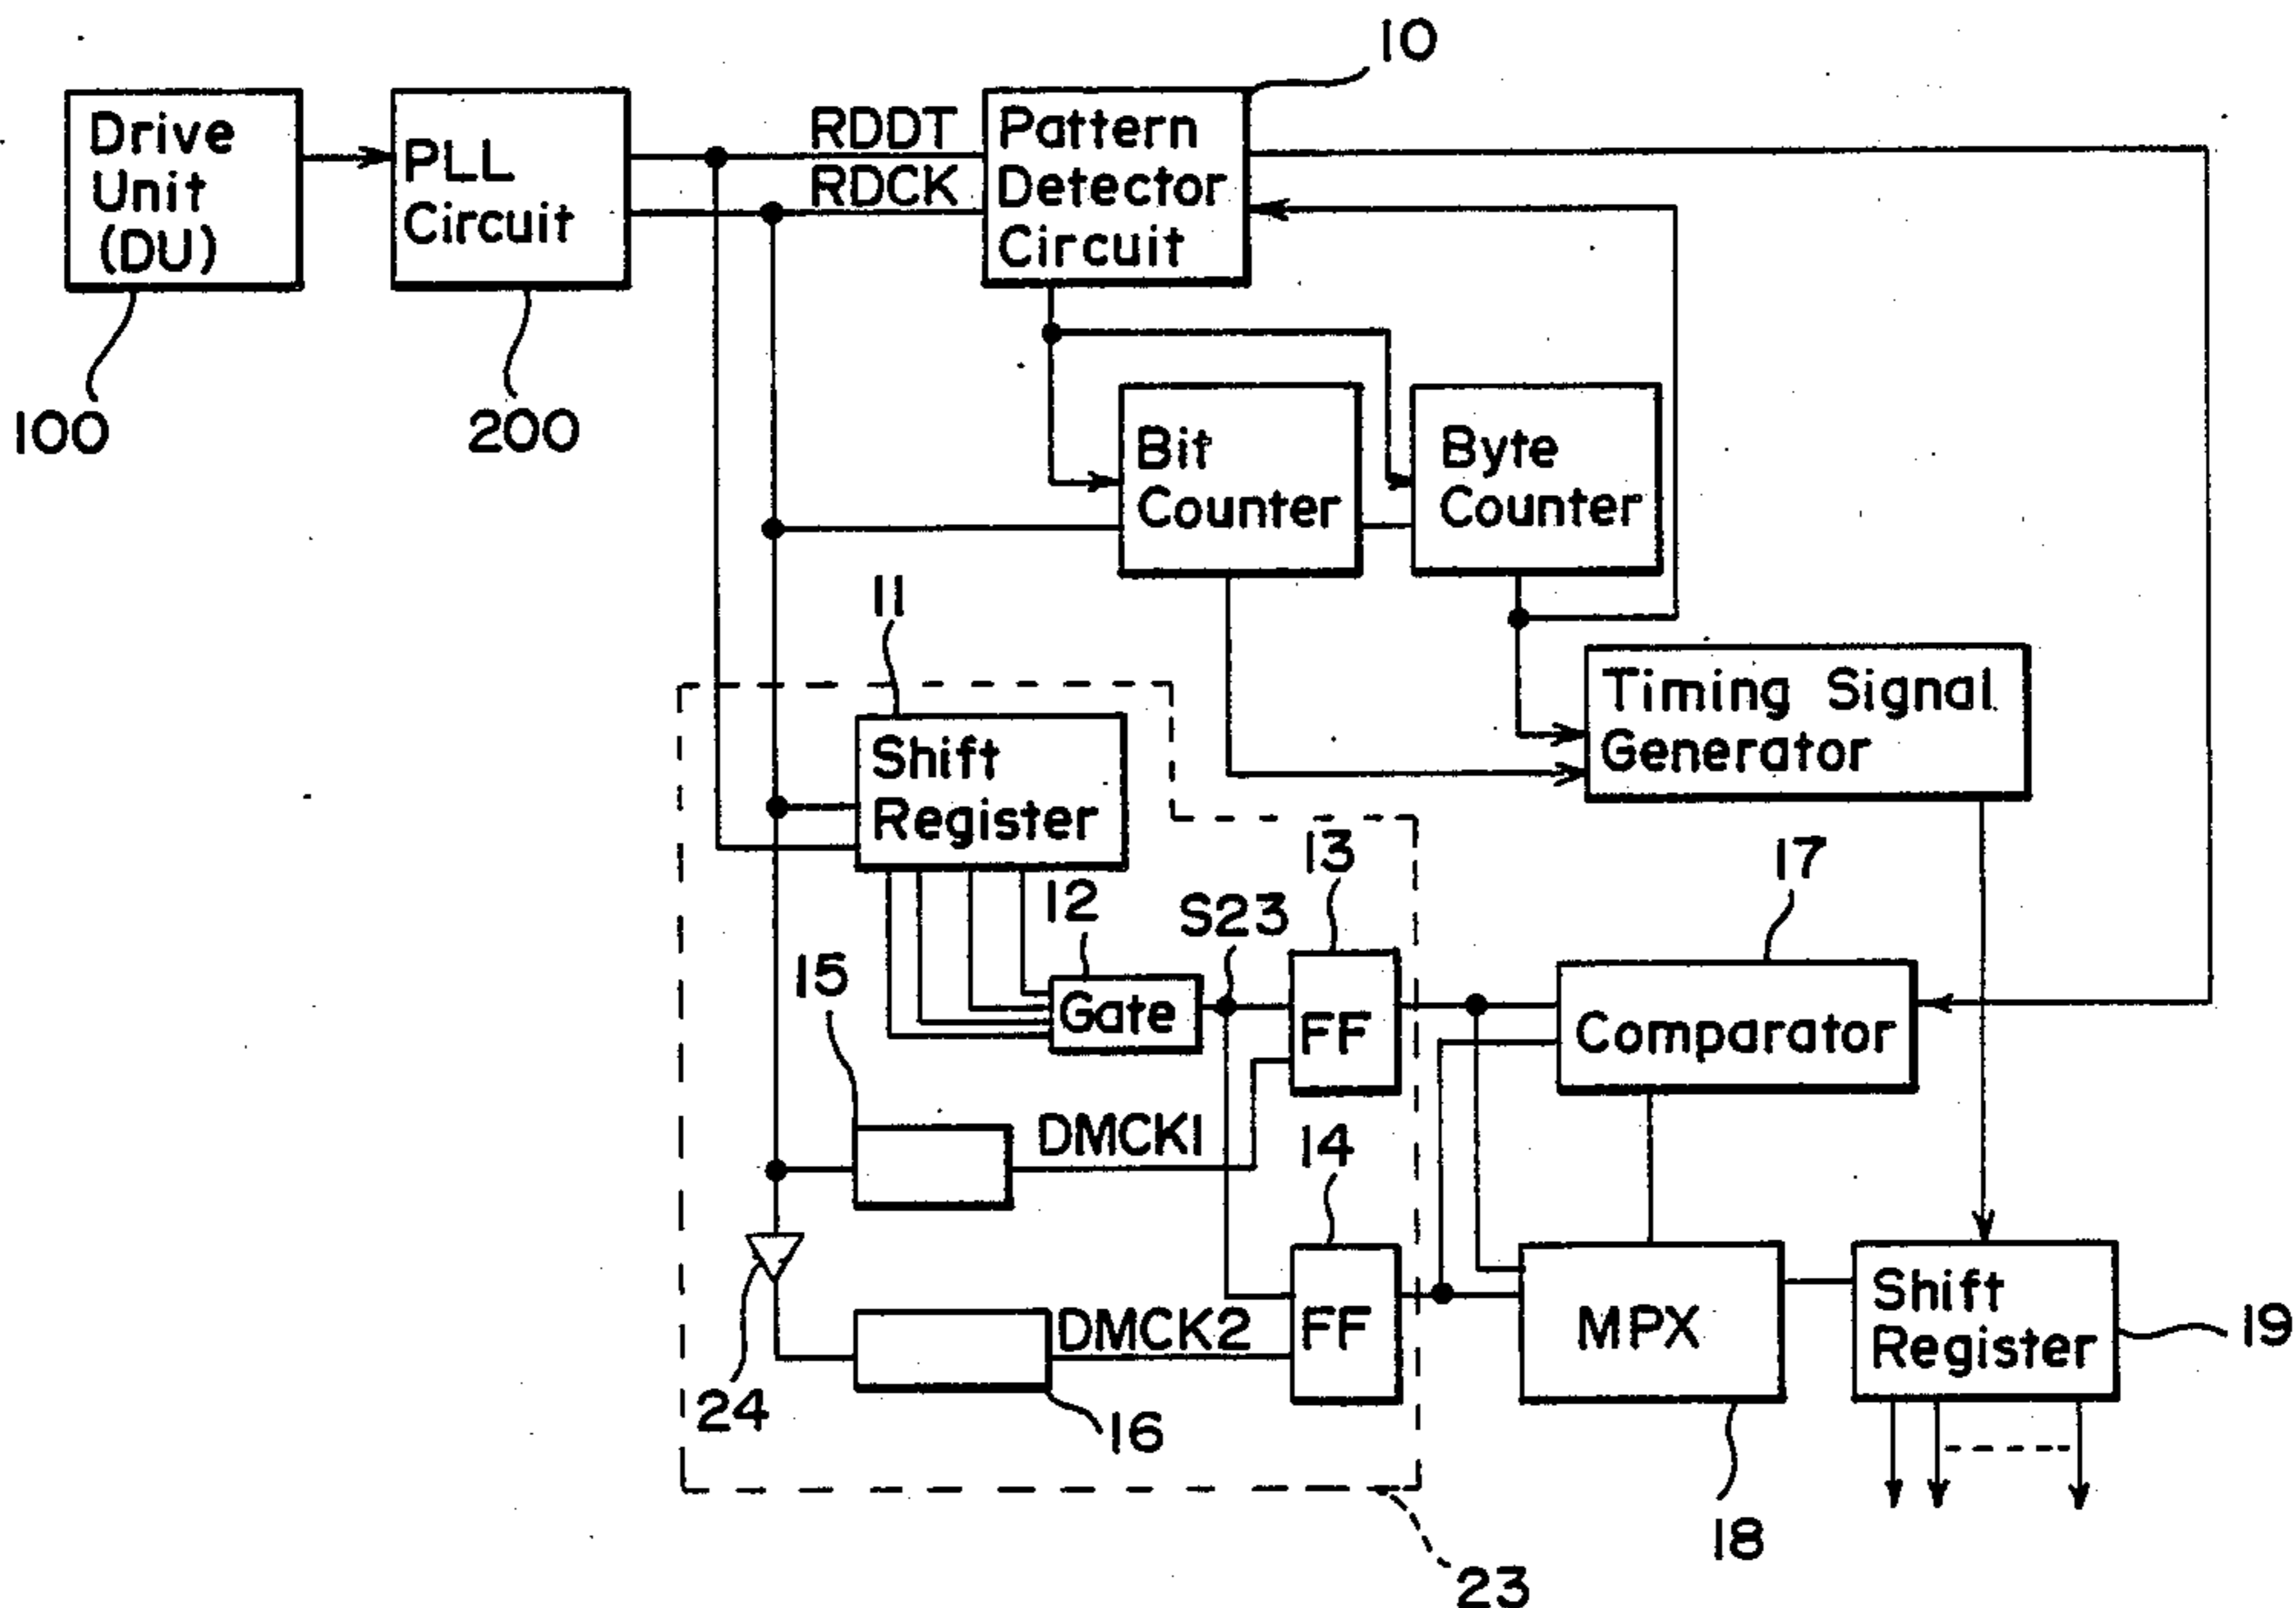 10
Drive
Unit
(DU)
PLL
Circuit
RDDT
RDCK
Pattern
Detector
Circuit
100
200
Bit
Counter
Byte
Counter
11
Timing Signal
Generator
Shift
Register
12
S23
13
17
15
Gate
FF
Comparator
DMCK1
14
DMCK2
FF
MPX
Shift
Register
19
24
16
18
23